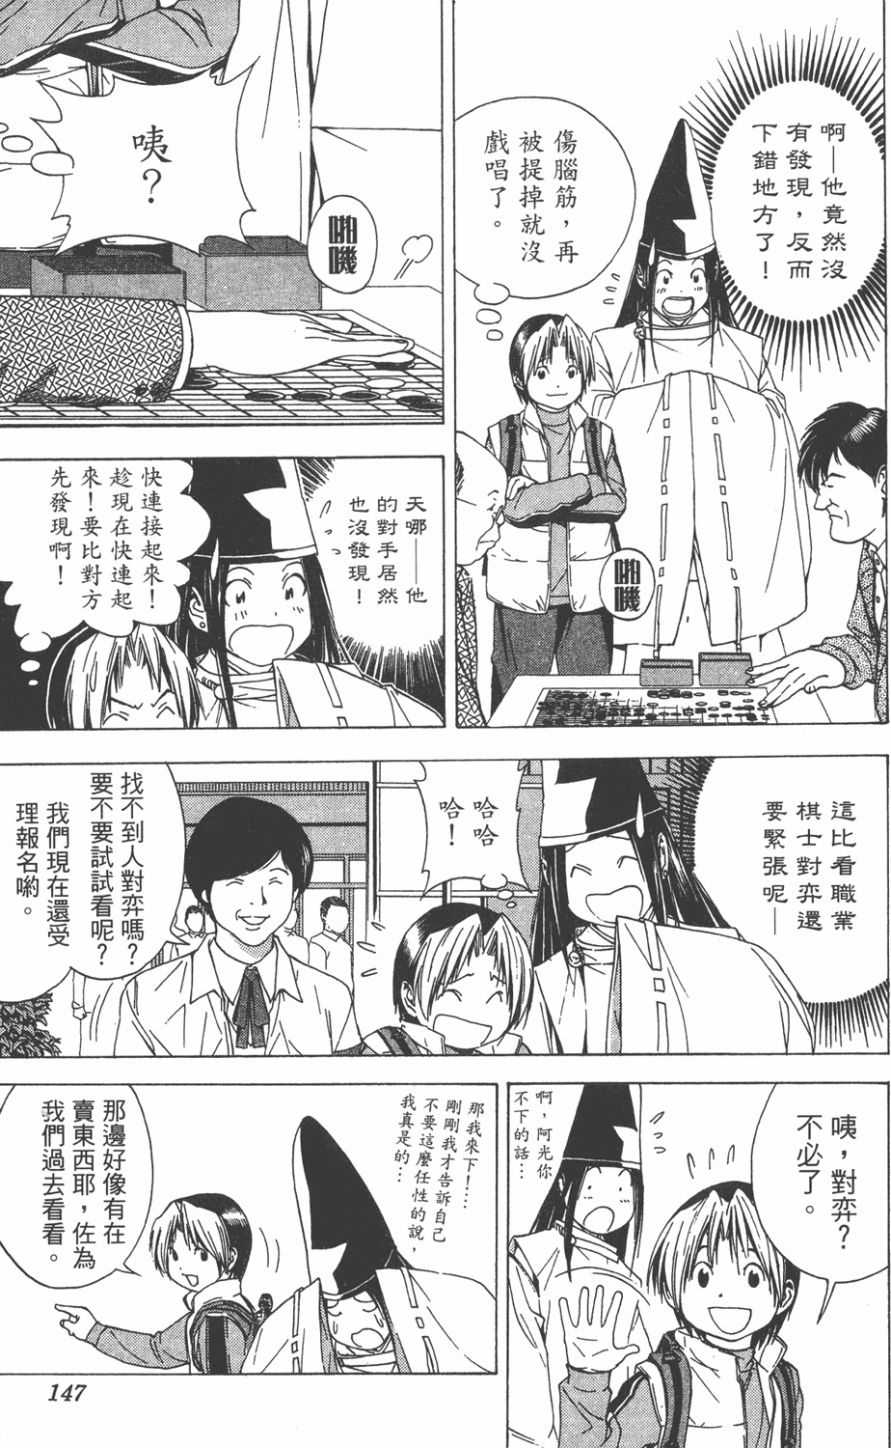 啊─他竟然沒
有發現，反而
下錯地方了！
傷腦筋，再
被提掉就沒
戲唱了。
啪
嘰
咦？
啪
嘰
天哪─他
的對手居然
也沒發現！
快連接起來！
趁現在快連起
來！要比對方
先發現啊！
這比看職業
棋士對弈還
要緊張呢─
哈哈
哈！
找不到人對弈嗎？
要不要試試看呢？
我們現在還受
理報名喲。
咦，對弈？
不必了。
啊，阿光你
不下的話…
那我來下！……
剛剛我才告訴自己
不要這麼任性的說，
我真是的…
那邊好像有在
賣東西耶，佐為
我們過去看看。
147